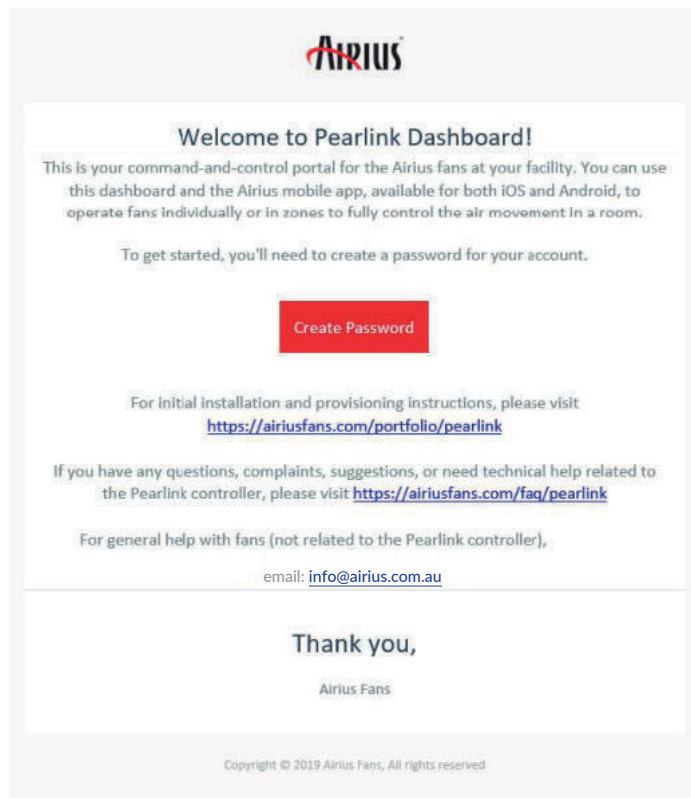 AIRIUS
Welcome to Pearlink Dashboard!
This is your command-and-control portal for the Airius fans at your facility. You can use
this dashboard and the Airius mobile app, available for both iOS and Android, to
operate fans individually or in zones to fully control the air movement in a room.
To get started, you'll need to create a password for your account.
Create Password
For initial installation and provisioning instructions, please visit
https://airiusfans.com/portfolio/pearlink
If you have any questions, complaints, suggestions, or need technical help related to
the Pearlink controller, please visit https://airiusfans.com/faq/pearlink
For general help with fans (not related to the Pearlink controller),
email: info@airius.com.au
Thank you,
Airius Fans
Copyright © 2019 Airius Fans, All rights reserved